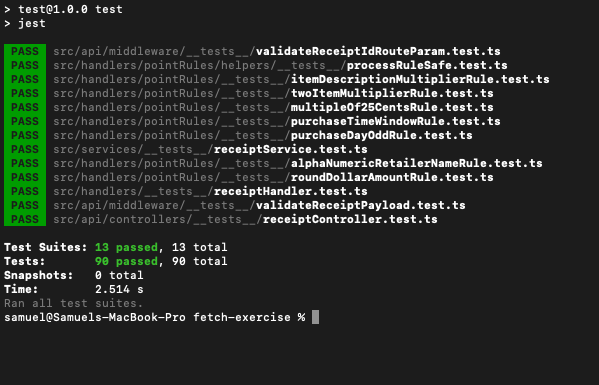 > test@1.0.0 test
> jest
PASS src/api/middleware/__tests__/validateReceiptIdRouteParam.test.ts
PASS src/handlers/pointRules/helpers/__tests__/processRuleSafe.test.ts
PASS src/handlers/pointRules/__tests__/itemDescriptionMultiplierRule.test.ts
PASS src/handlers/pointRules/__tests__/twoItemMultiplierRule.test.ts
PASS src/handlers/pointRules/__tests__/multipleOf25CentsRule.test.ts
PASS src/handlers/pointRules/__tests__/purchaseTimeWindowRule.test.ts
PASS src/handlers/pointRules/__tests__/purchaseDayOddRule.test.ts
PASS src/services/__tests__/receiptService.test.ts
PASS src/handlers/pointRules/__tests__/alphaNumericRetailerNameRule.test.ts
PASS src/handlers/pointRules/__tests__/roundDollarAmountRule.test.ts
PASS src/handlers/__tests__/receiptHandler.test.ts
PASS src/api/middleware/__tests__/validateReceiptPayload.test.ts
PASS src/api/controllers/__tests__/receiptController.test.ts
Test Suites: 13 passed, 13 total
Tests: 90 passed, 90 total
Snapshots: 0 total
Time: 2.514 s
Ran all test suites.
samuel@Samuels-MacBook-Pro fetch-exercise %